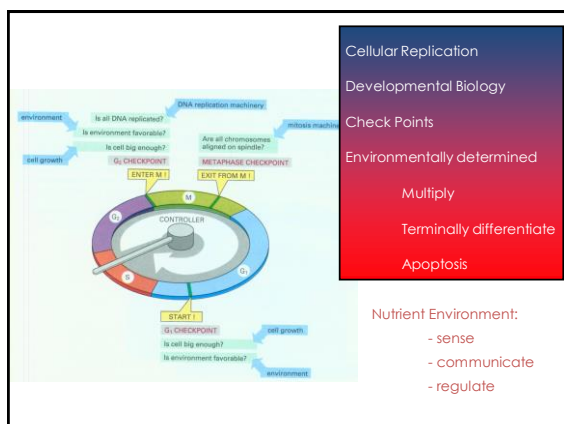 Cellular Replication
Developmental Biology
Check Points
Environmentally determined
Multiply
Terminally differentiate
Apoptosis
Nutrient Environment:
- sense
- communicate
- regulate
DNA replication machinery
environment
Is all DNA replicated?
Is environment favorable?
mitosis machine
Are all chromosomes
aligned on spindle?
Is cell big enough?
cell growth
G2 CHECKPOINT
METAPHASE CHECKPOINT
ENTER M !
EXIT FROM M !
M
G2
CONTROLLER
G1
S
START !
G1 CHECKPOINT
cell growth
Is cell big enough?
Is environment favorable?
environment